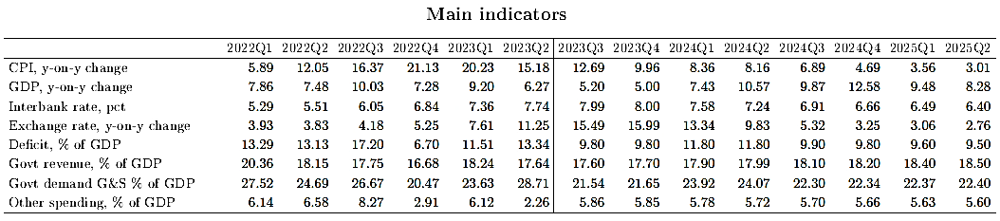 Main indicators
2022Q1 2022Q2 2022Q3 2022Q4 2023Q1 2023Q2 2023Q3 2023Q4 2024Q1 2024Q2 2024Q3 2024Q4 2025Q1 2025Q2
CPI, y-on-y change 5.89 12.05 16.37 21.13 20.23 15.18 12.69 9.96 8.36 8.16 6.89 4.69 3.56 3.01
GDP, y-on-y change 7.86 7.48 10.03 7.28 9.20 6.27 5.20 5.00 7.43 10.57 9.87 12.58 9.48 8.28
Interbank rate, pct 5.29 5.51 6.05 6.84 7.36 7.74 7.99 8.00 7.58 7.24 6.91 6.66 6.49 6.40
Exchange rate, y-on-y change 3.93 3.83 4.18 5.25 7.61 11.25 15.49 15.99 13.34 9.83 5.32 3.25 3.06 2.76
Deficit, % of GDP 13.29 13.13 17.20 6.70 11.51 13.34 9.80 9.80 11.80 11.80 9.90 9.80 9.60 9.50
Govt revenue, % of GDP 20.36 18.15 17.75 16.68 18.24 17.64 17.60 17.70 17.90 17.99 18.10 18.20 18.40 18.50
Govt demand G&S % of GDP 27.52 24.69 26.67 20.47 23.63 28.71 21.54 21.65 23.92 24.07 22.30 22.34 22.37 22.40
Other spending, % of GDP 6.14 6.58 8.27 2.91 6.12 2.26 5.86 5.85 5.78 5.72 5.70 5.66 5.63 5.60